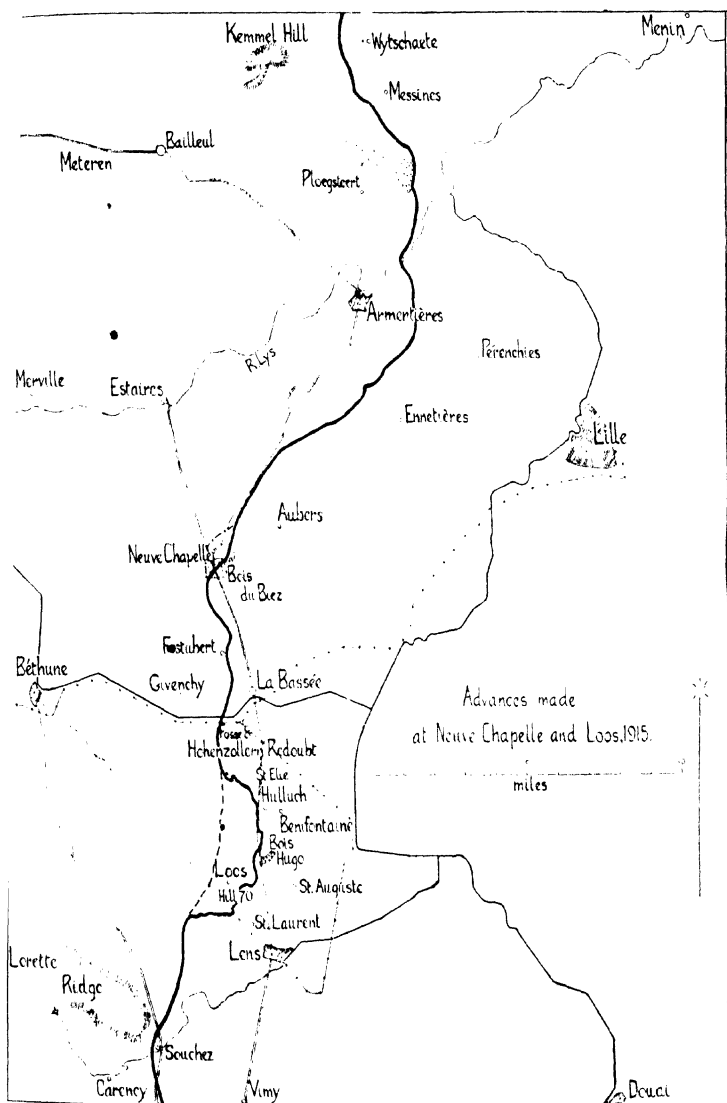 Kemmel Hill
Wytschaete
Menin
Messines
Bailleul
Meteren
Ploegsteert
Armentières
R. Lys
Pérenchies
Merville
Estaires
Ennetières
Lille
Aubers
Neuve Chapelle
Bois
du Biez
Festubert
Béthune
Givenchy
La Bassée
Advances made
at Neuve Chapelle and Loos, 1915.
miles
Fosse 8
Hohenzollern Redoubt
St Elie
Hulluch
Benifontaine
Bois
Hugo
Loos
Hill 70
St. Auguste
St. Laurent
Lens
Lorette
Ridge
Souchez
Carency
Vimy
Douai